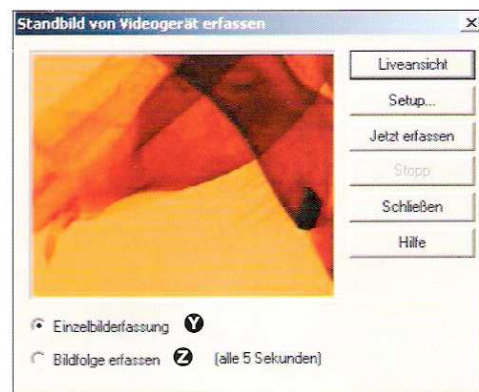 Standbild von Videogerät erfassen
Liveansicht
Setup...
Jetzt erfassen
Stopp
Schließen
Hilfe
Einzelbilderfassung Y
Bildfolge erfassen Z (alle 5 Sekunden)